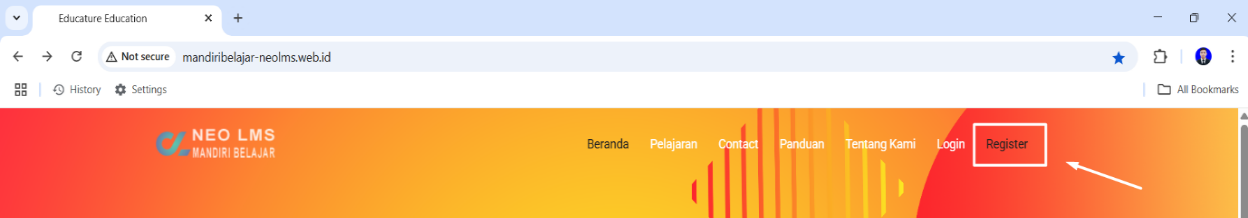 Educature Education
Not secure mandiribelajar-neolms.web.id
History Settings All Bookmarks
NEO LMS
MANDIRI BELAJAR
Beranda Pelajaran Contact Panduan Tentang Kami Login Register